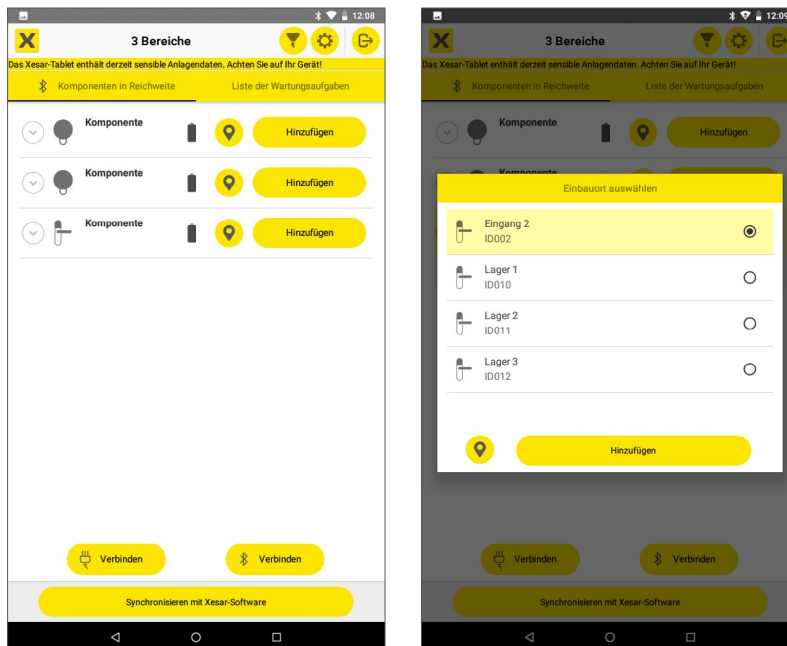 12:08
X
3 Bereiche
Das Xesar-Tablet enthält derzeit sensible Anlagendaten. Achten Sie auf Ihr Gerät!
Komponenten in Reichweite
Liste der Wartungsaufgaben
Komponente
Hinzufügen
Komponente
Hinzufügen
Komponente
Hinzufügen
Verbinden
Verbinden
Synchronisieren mit Xesar-Software
12:09
X
3 Bereiche
Das Xesar-Tablet enthält derzeit sensible Anlagendaten. Achten Sie auf Ihr Gerät!
Komponenten in Reichweite
Liste der Wartungsaufgaben
Komponente
Hinzufügen
Komponente
Einbauort auswählen
Eingang 2
ID002
Lager 1
ID010
Lager 2
ID011
Lager 3
ID012
Hinzufügen
Verbinden
Verbinden
Synchronisieren mit Xesar-Software